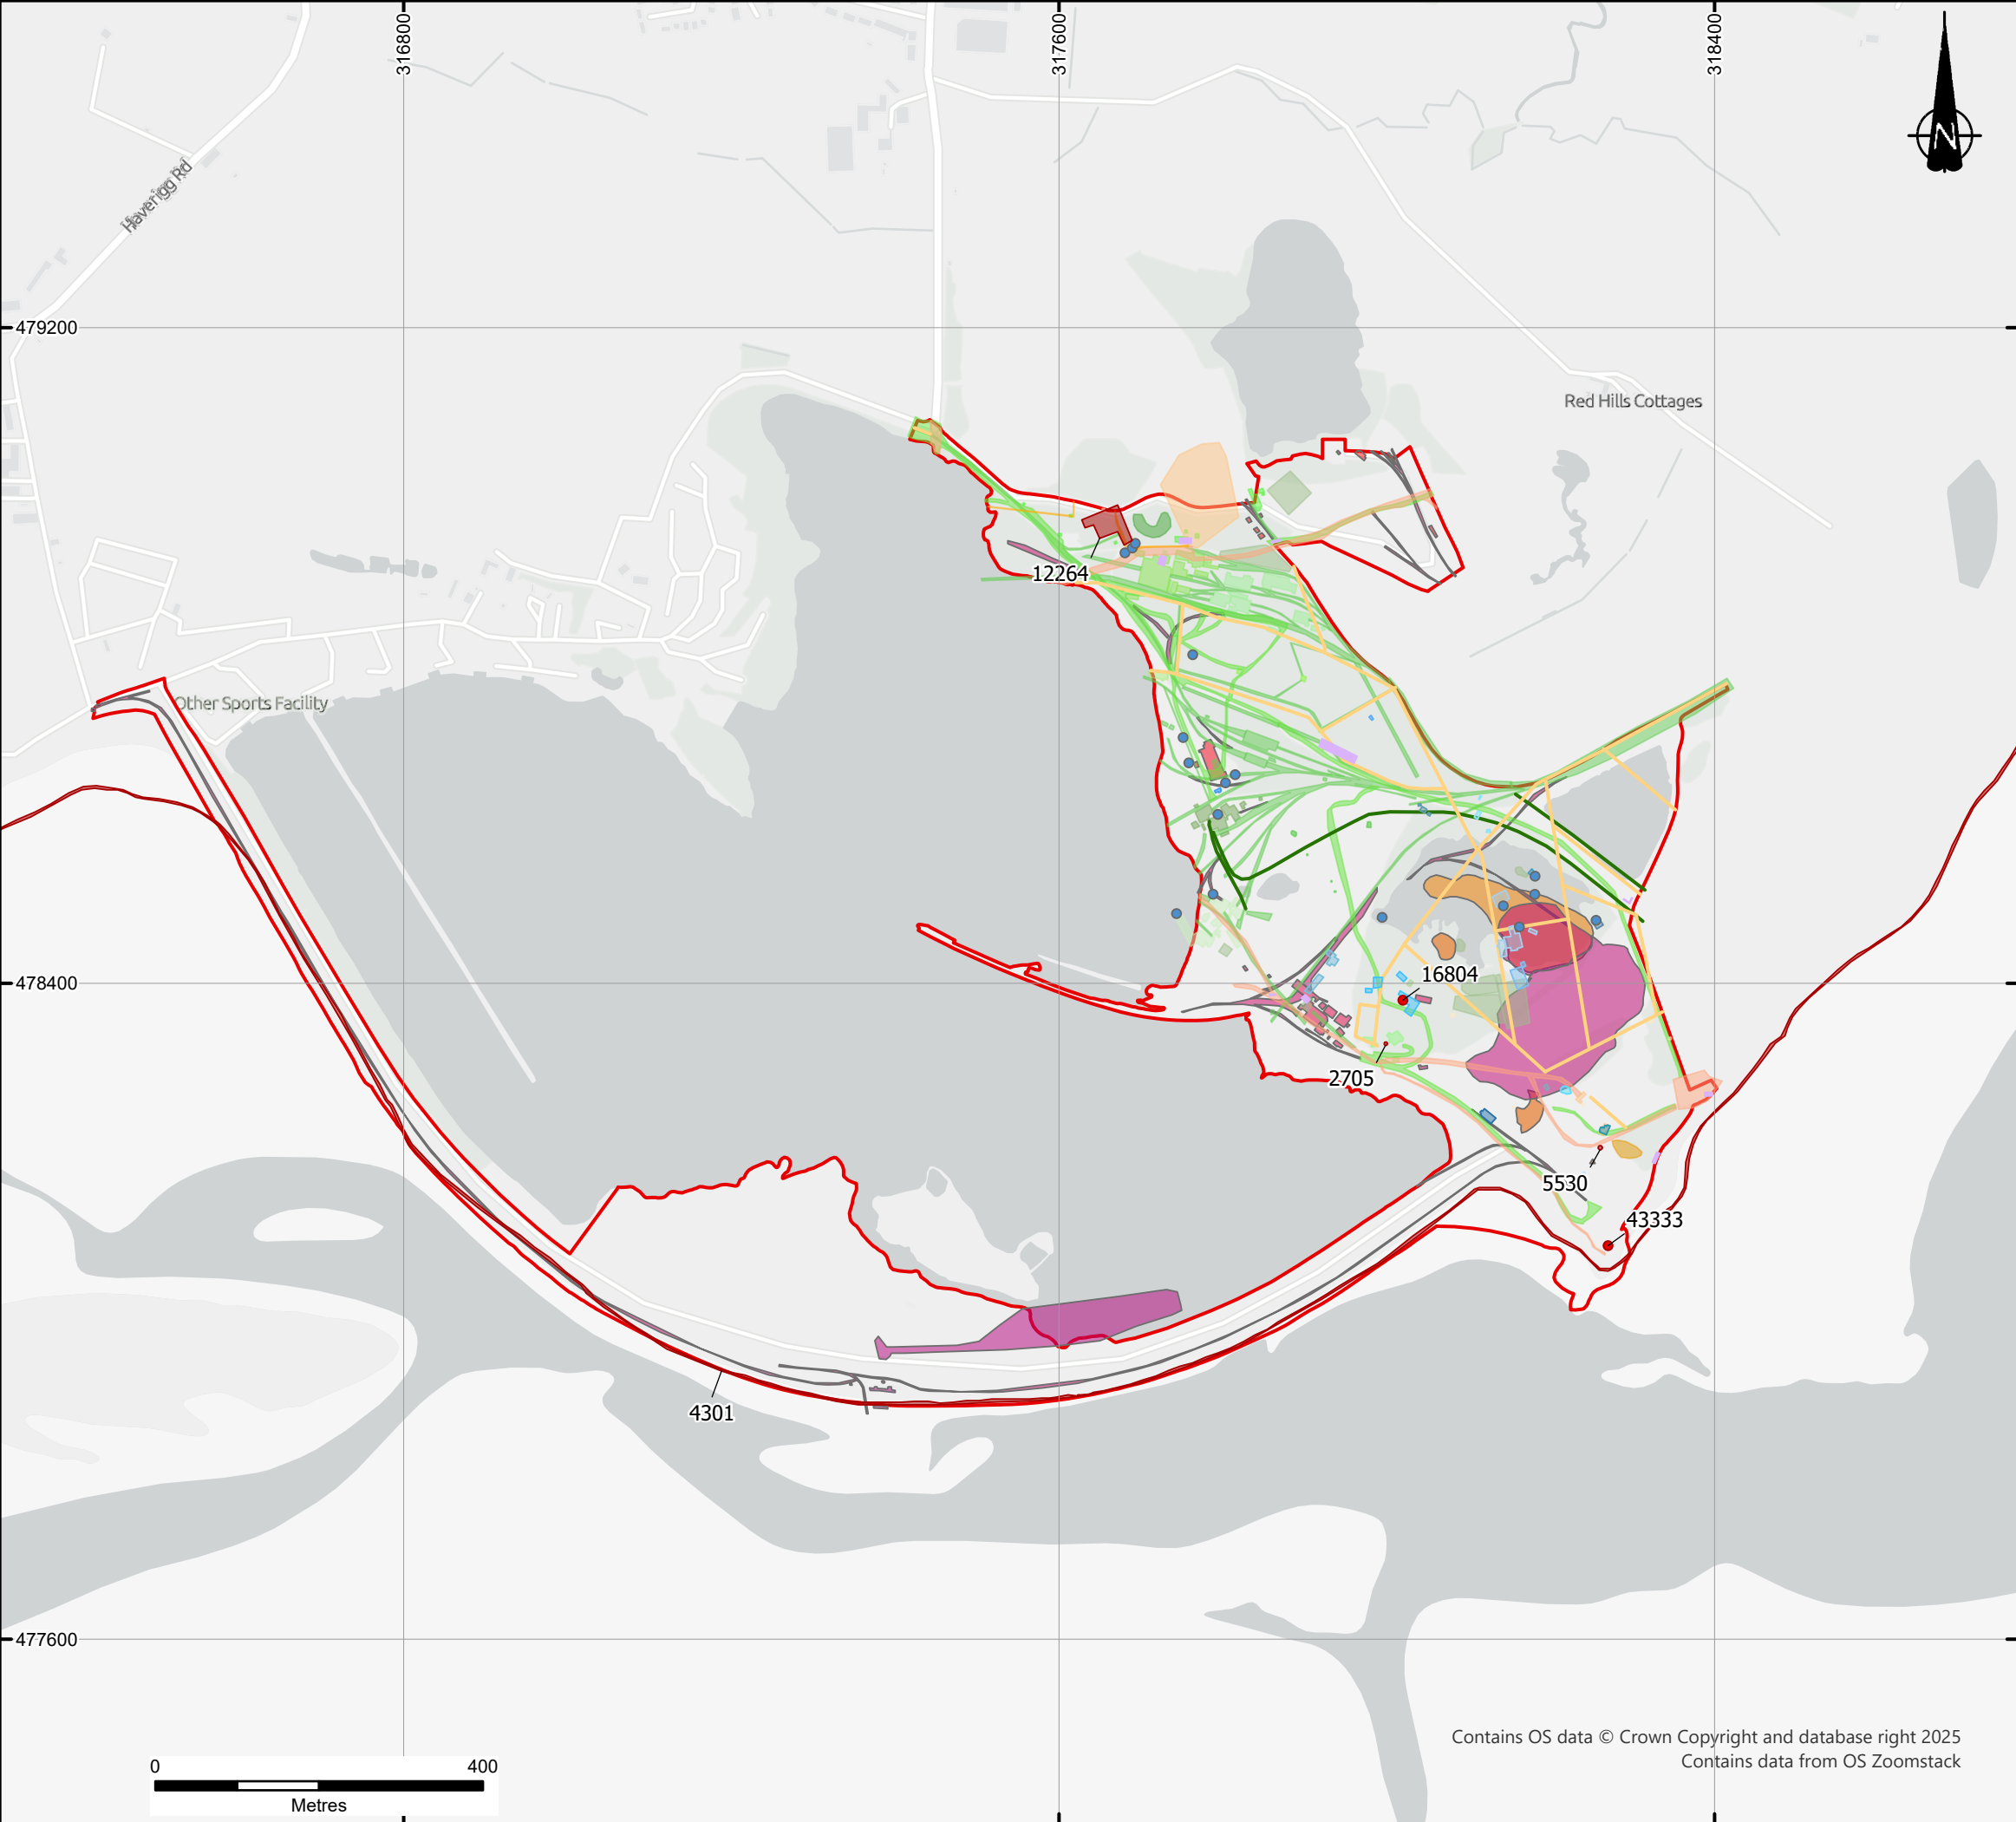 316800
317600
318400
N
Haverigg Rd
479200
Red Hills Cottages
12264
Other Sports Facility
478400
16804
2705
5530
43333
4301
477600
Contains OS data © Crown Copyright and database right 2025
Contains data from OS Zoomstack
0 400
Metres